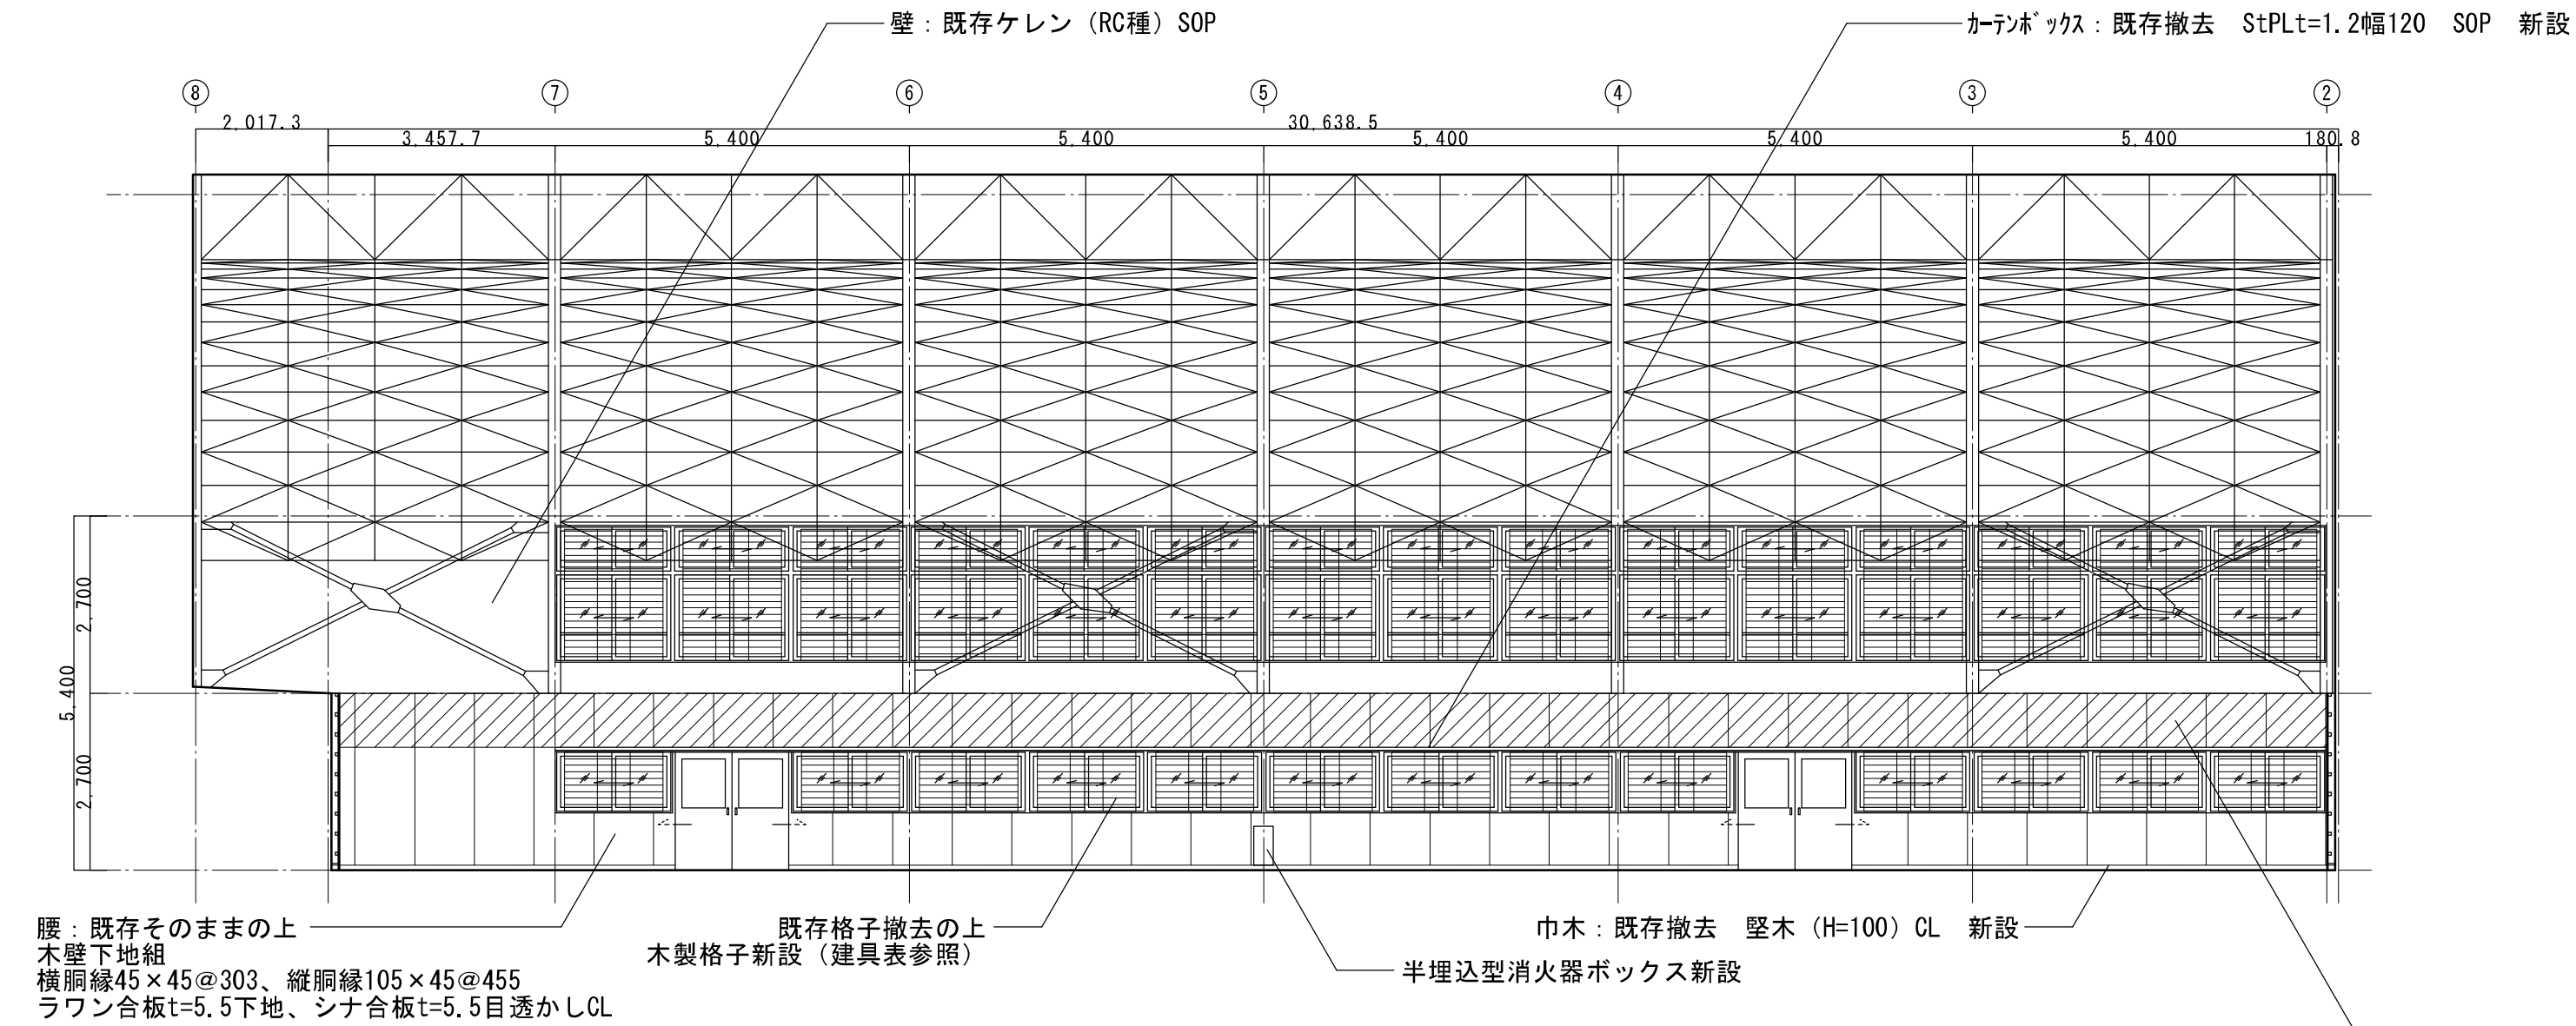 壁：既存ケレン（RC種）SOP
カーテンボックス：既存撤去　StPLt=1.2幅120　SOP　新設
8
7
6
5
4
3
2
2,017.3
30,638.5
3,457.7
5,400
5,400
5,400
5,400
5,400
180.8
2,700
5,400
2,700
腰：既存そのままの上
木壁下地組
横胴縁45×45@303、縦胴縁105×45@455
ラワン合板t=5.5下地、シナ合板t=5.5目透かしCL
既存格子撤去の上
木製格子新設（建具表参照）
半埋込型消火器ボックス新設
巾木：既存撤去　堅木（H=100）CL　新設